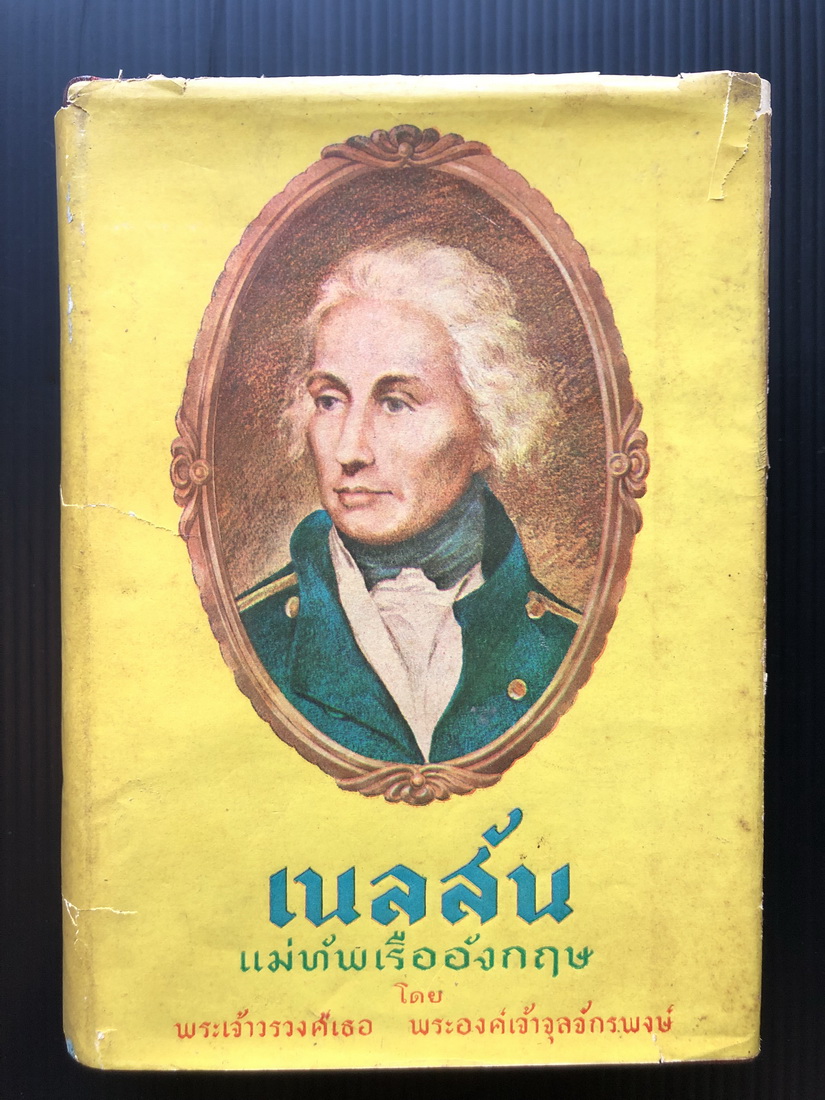 เนลสัน
แม่ทัพเรืออังกฤษ
โดย
พระเจ้าวรวงศ์เธอ พระองค์เจ้าจุลจักรพงษ์